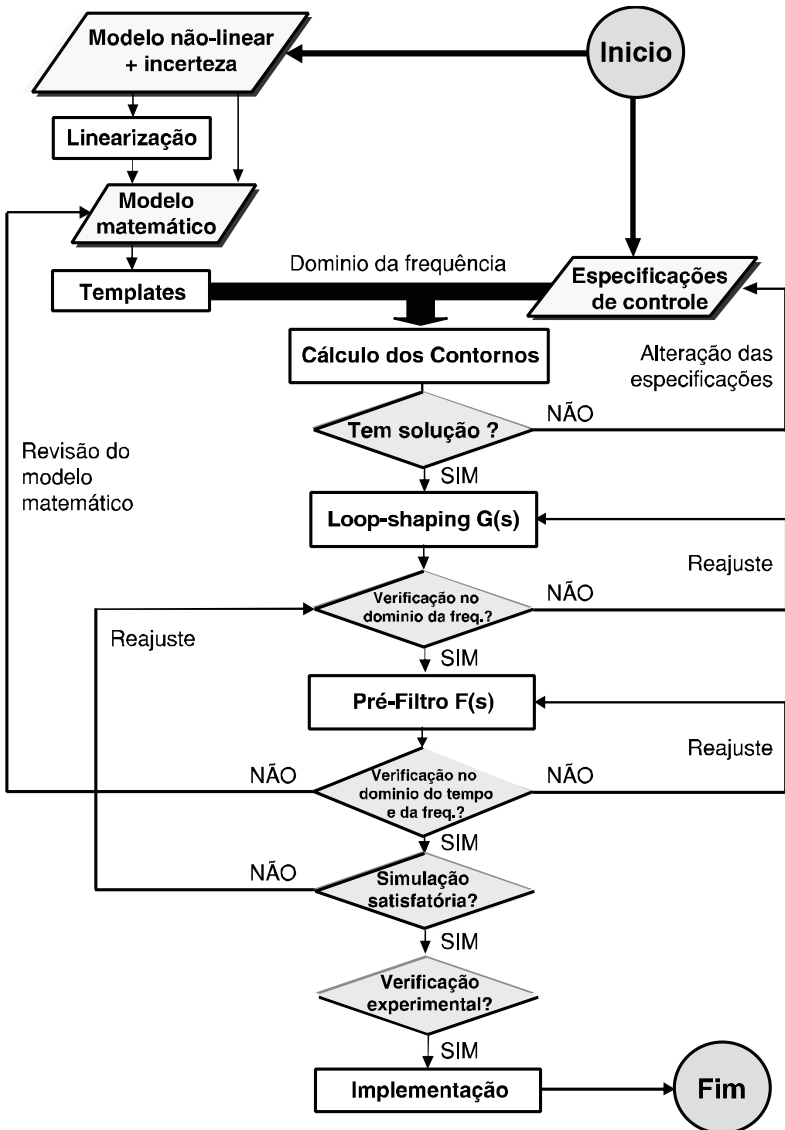 Modelo não-linear
+ incerteza
Inicio
Linearização
Modelo
matemático
Dominio da frequência
Templates
Especificações
de controle
Cálculo dos Contornos
Alteração das
especificações
Tem solução ?
NÃO
SIM
Revisão do
modelo
matemático
Loop-shaping G(s)
Reajuste
Verificação no
dominio da freq.?
NÃO
Reajuste
SIM
Pré-Filtro F(s)
Reajuste
NÃO
Verificação no
dominio do tempo
e da freq.?
NÃO
SIM
NÃO
Simulação
satisfatória?
SIM
Verificação
experimental?
SIM
Implementação
Fim